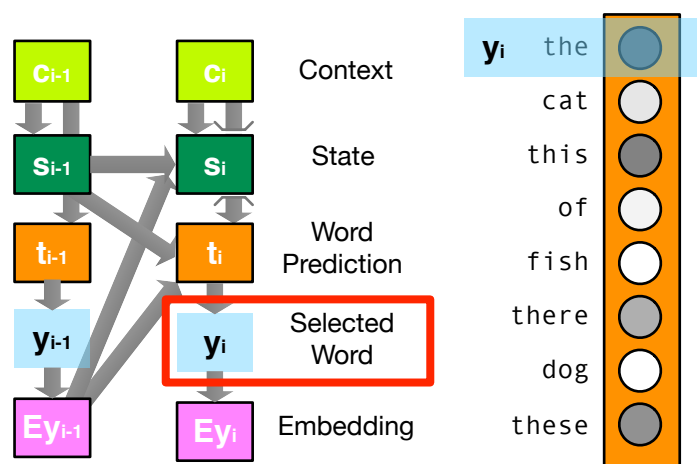 ci-1 ci Context
si-1 si State
ti-1 ti Word
Prediction
yi-1 yi Selected
Word
Eyi-1 Eyi Embedding
yi the
cat
this
of
fish
there
dog
these